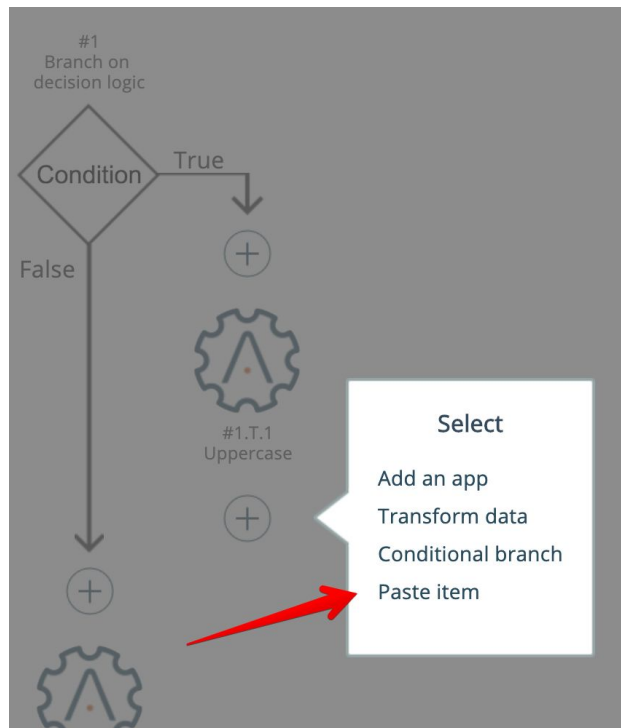 #1
Branch on
decision logic
Condition
True
False
#1.T.1
Uppercase
Select
Add an app
Transform data
Conditional branch
Paste item